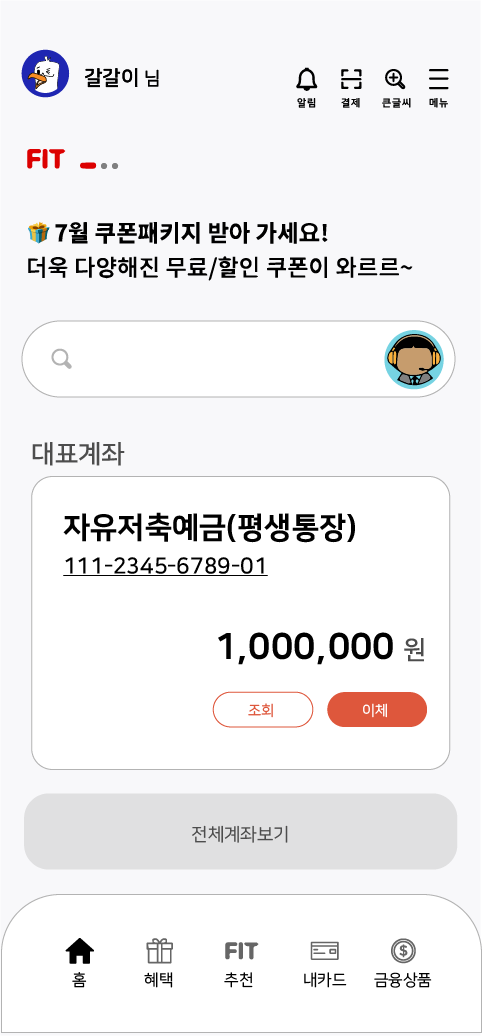 갈갈이 님
알림 결제 큰글씨 메뉴
FIT
7월 쿠폰패키지 받아 가세요!
더욱 다양해진 무료/할인 쿠폰이 와르르~
대표계좌
자유저축예금(평생통장)
111-2345-6789-01
1,000,000 원
조회 이체
전체계좌보기
FIT
홈 혜택 추천 내카드 금융상품